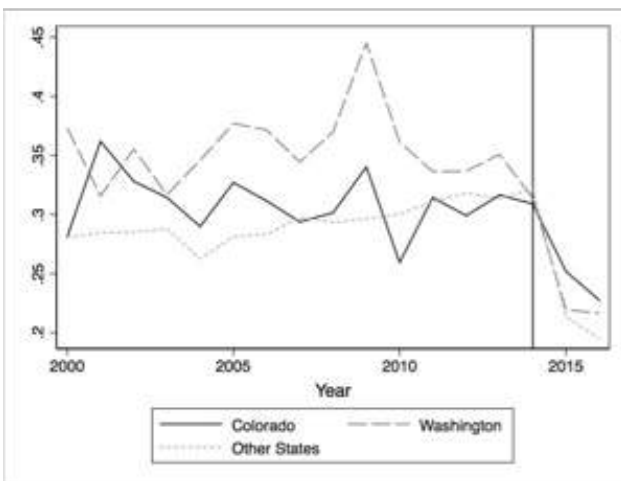 .45
.4
.35
.3
.25
.2
2000 2005 2010 2015
Year
Colorado Washington
Other States